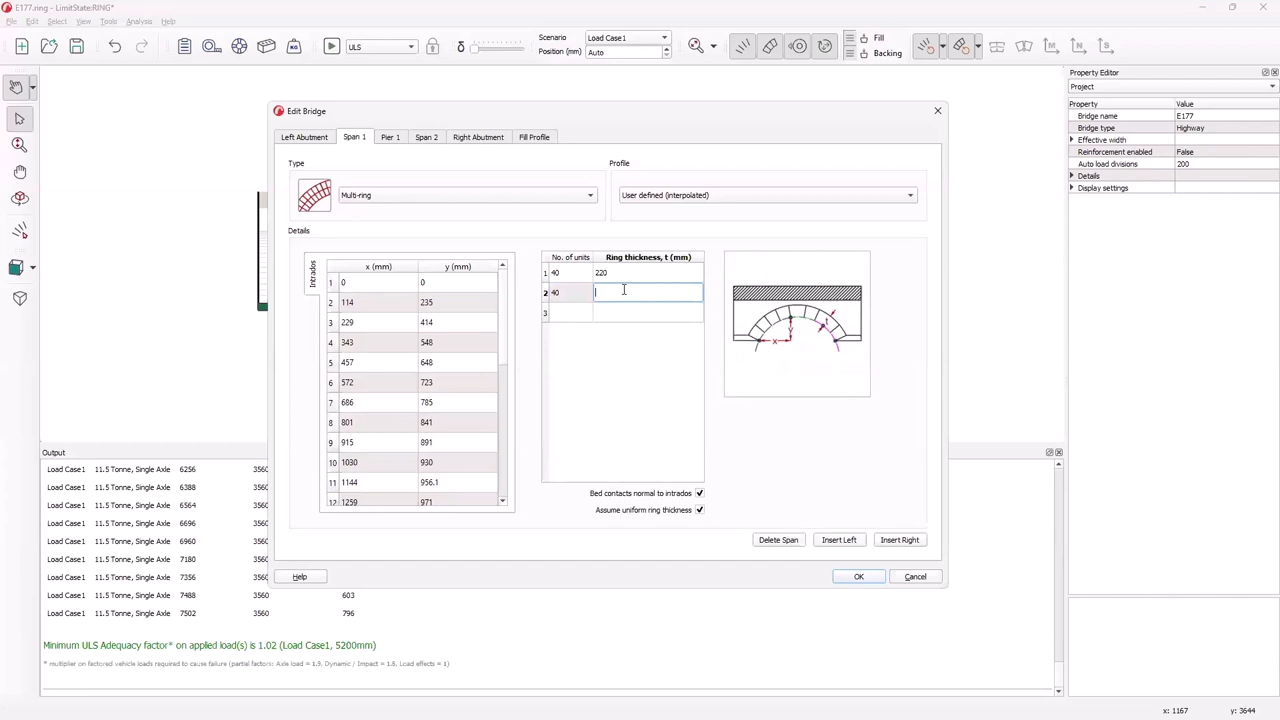 E177.ring - LimitState:RING*
File Edit Select View Tools Analysis Help
ULS
δ
Scenario Load Case1
Position (mm) Auto
Fill
Backing
M N S
Property Editor
Project
Property Value
Bridge name E177
Bridge type Highway
Effective width
Reinforcement enabled False
Auto load divisions 200
Details
Display settings
Edit Bridge
Left Abutment Span 1 Pier 1 Span 2 Right Abutment Fill Profile
Type
Multi-ring
Profile
User defined (interpolated)
Details
Intrados
x (mm) y (mm)
1 0 0
2 114 235
3 229 414
4 343 548
5 457 648
6 572 723
7 686 785
8 801 841
9 915 891
10 1030 930
11 1144 956.1
12 1259 971
No. of units Ring thickness, t (mm)
1 40 220
2 40
3
x y t
Bed contacts normal to intrados
Assume uniform ring thickness
Delete Span Insert Left Insert Right
Help OK Cancel
Output
Load Case1 11.5 Tonne, Single Axle 6256 3560
Load Case1 11.5 Tonne, Single Axle 6388 3560
Load Case1 11.5 Tonne, Single Axle 6564 3560
Load Case1 11.5 Tonne, Single Axle 6696 3560
Load Case1 11.5 Tonne, Single Axle 6960 3560
Load Case1 11.5 Tonne, Single Axle 7180 3560
Load Case1 11.5 Tonne, Single Axle 7356 3560
Load Case1 11.5 Tonne, Single Axle 7488 3560 603
Load Case1 11.5 Tonne, Single Axle 7502 3560 796
Minimum ULS Adequacy factor* on applied load(s) is 1.02 (Load Case1, 5200mm)
* multiplier on factored vehicle loads required to cause failure (partial factors: Axle load = 1.9, Dynamic / Impact = 1.8, Load effects = 1)
x: 1167 y: 3644